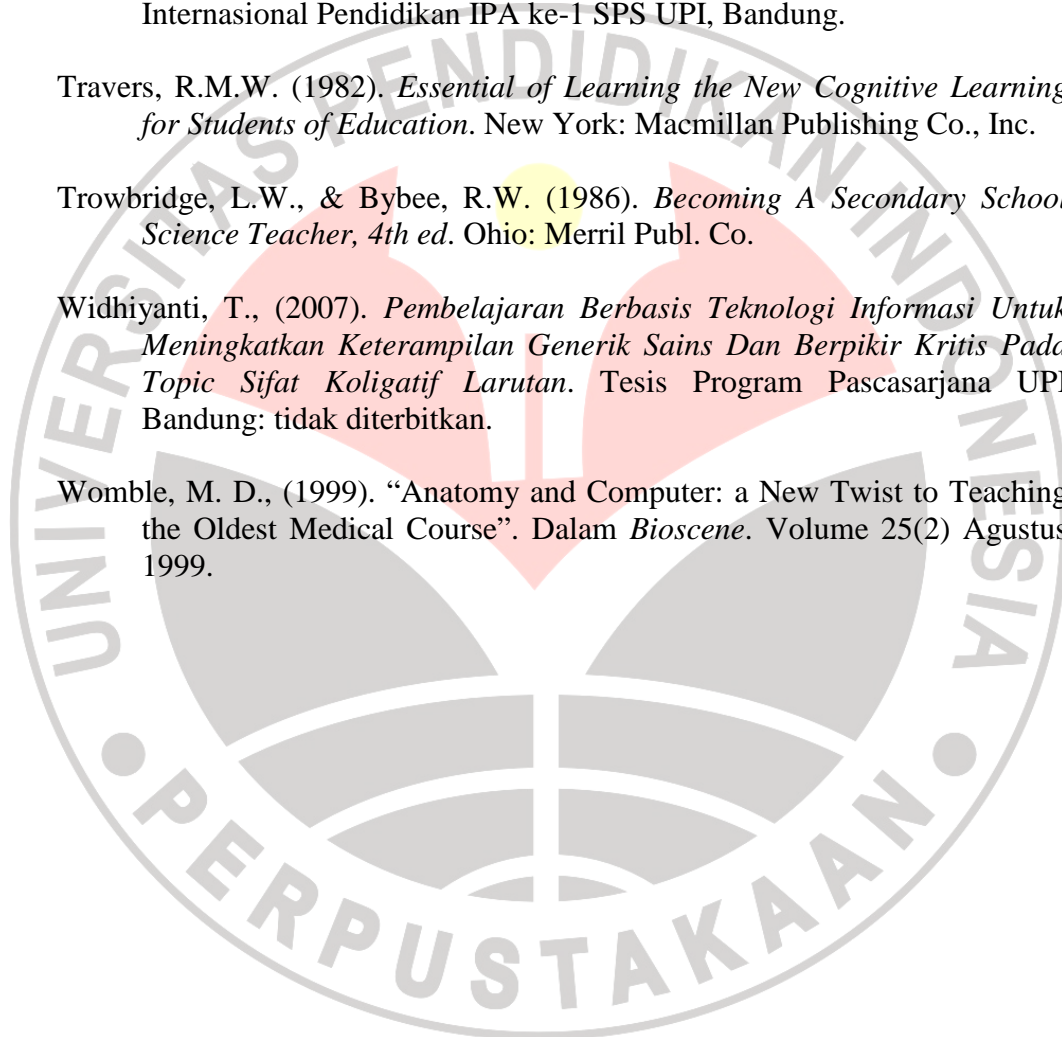 Internasional Pendidikan IPA ke-1 SPS UPI, Bandung.
Travers, R.M.W. (1982). Essential of Learning the New Cognitive Learning
for Students of Education. New York: Macmillan Publishing Co., Inc.
Trowbridge, L.W., & Bybee, R.W. (1986). Becoming A Secondary School
Science Teacher, 4th ed. Ohio: Merril Publ. Co.
Widhiyanti, T., (2007). Pembelajaran Berbasis Teknologi Informasi Untuk
Meningkatkan Keterampilan Generik Sains Dan Berpikir Kritis Pada
Topic Sifat Koligatif Larutan. Tesis Program Pascasarjana UPI
Bandung: tidak diterbitkan.
Womble, M. D., (1999). “Anatomy and Computer: a New Twist to Teaching
the Oldest Medical Course”. Dalam Bioscene. Volume 25(2) Agustus
1999.
UNIVERSITAS PENDIDIKAN INDONESIA
PERPUSTAKAAN